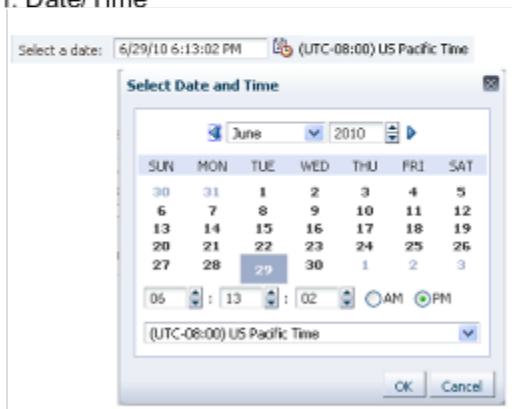 1. Date/Time
Select a date: 6/29/10 6:13:02 PM (UTC-08:00) US Pacific Time
Select Date and Time
June 2010
SUN MON TUE WED THU FRI SAT
30 31 1 2 3 4 5
6 7 8 9 10 11 12
13 14 15 16 17 18 19
20 21 22 23 24 25 26
27 28 29 30 1 2 3
06 : 13 : 02 AM PM
(UTC-08:00) US Pacific Time
OK Cancel